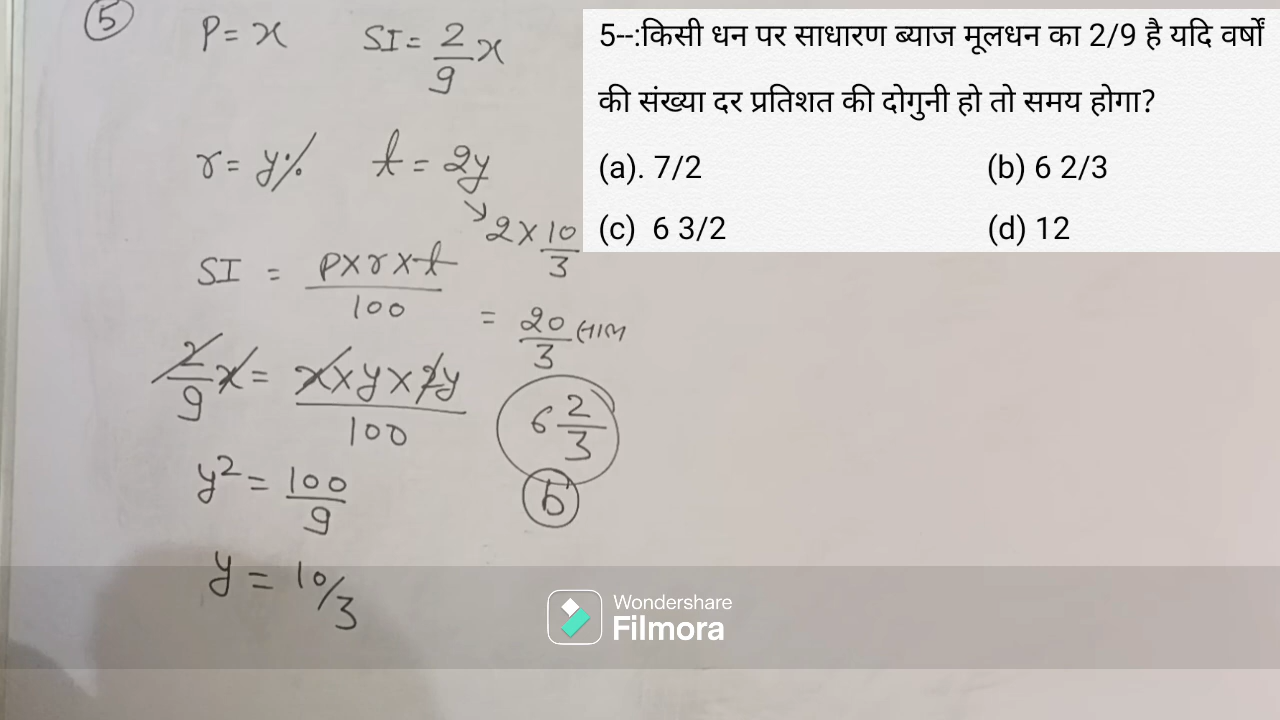 5--:किसी धन पर साधारण ब्याज मूलधन का 2/9 है यदि वर्षों
की संख्या दर प्रतिशत की दोगुनी हो तो समय होगा?
(a). 7/2 (b) 6 2/3
(c) 6 3/2 (d) 12
5 P = x SI = 2/9 x
r = y% t = 2y
→ 2 × 10/3
SI = P×r×t/100
= 20/3 साल
2/9 x = x×y×2y/100
6 2/3
y² = 100/9
b
y = 10/3
Wondershare
Filmora